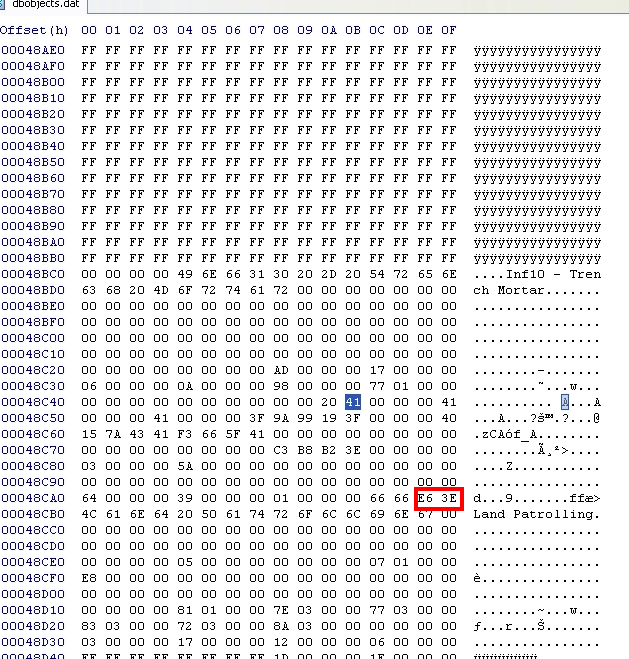 dbobjects.dat
Offset(h) 00 01 02 03 04 05 06 07 08 09 0A 0B 0C 0D 0E 0F
00048AE0 FF FF FF FF FF FF FF FF FF FF FF FF FF FF FF FF ÿÿÿÿÿÿÿÿÿÿÿÿÿÿÿÿ
00048AF0 FF FF FF FF FF FF FF FF FF FF FF FF FF FF FF FF ÿÿÿÿÿÿÿÿÿÿÿÿÿÿÿÿ
00048B00 FF FF FF FF FF FF FF FF FF FF FF FF FF FF FF FF ÿÿÿÿÿÿÿÿÿÿÿÿÿÿÿÿ
00048B10 FF FF FF FF FF FF FF FF FF FF FF FF FF FF FF FF ÿÿÿÿÿÿÿÿÿÿÿÿÿÿÿÿ
00048B20 FF FF FF FF FF FF FF FF FF FF FF FF FF FF FF FF ÿÿÿÿÿÿÿÿÿÿÿÿÿÿÿÿ
00048B30 FF FF FF FF FF FF FF FF FF FF FF FF FF FF FF FF ÿÿÿÿÿÿÿÿÿÿÿÿÿÿÿÿ
00048B40 FF FF FF FF FF FF FF FF FF FF FF FF FF FF FF FF ÿÿÿÿÿÿÿÿÿÿÿÿÿÿÿÿ
00048B50 FF FF FF FF FF FF FF FF FF FF FF FF FF FF FF FF ÿÿÿÿÿÿÿÿÿÿÿÿÿÿÿÿ
00048B60 FF FF FF FF FF FF FF FF FF FF FF FF FF FF FF FF ÿÿÿÿÿÿÿÿÿÿÿÿÿÿÿÿ
00048B70 FF FF FF FF FF FF FF FF FF FF FF FF FF FF FF FF ÿÿÿÿÿÿÿÿÿÿÿÿÿÿÿÿ
00048B80 FF FF FF FF FF FF FF FF FF FF FF FF FF FF FF FF ÿÿÿÿÿÿÿÿÿÿÿÿÿÿÿÿ
00048B90 FF FF FF FF FF FF FF FF FF FF FF FF FF FF FF FF ÿÿÿÿÿÿÿÿÿÿÿÿÿÿÿÿ
00048BA0 FF FF FF FF FF FF FF FF FF FF FF FF FF FF FF FF ÿÿÿÿÿÿÿÿÿÿÿÿÿÿÿÿ
00048BB0 FF FF FF FF FF FF FF FF FF FF FF FF FF FF FF FF ÿÿÿÿÿÿÿÿÿÿÿÿÿÿÿÿ
00048BC0 00 00 00 00 49 6E 66 31 30 20 2D 20 54 72 65 6E ....Inf10 - Tren
00048BD0 63 68 20 4D 6F 72 74 61 72 00 00 00 00 00 00 00 ch Mortar.......
00048BE0 00 00 00 00 00 00 00 00 00 00 00 00 00 00 00 00 ................
00048BF0 00 00 00 00 00 00 00 00 00 00 00 00 00 00 00 00 ................
00048C00 00 00 00 00 00 00 00 00 00 00 00 00 00 00 00 00 ................
00048C10 00 00 00 00 00 00 00 00 00 00 00 00 00 00 00 00 ................
00048C20 00 00 00 00 00 00 00 00 AD 00 00 00 17 00 00 00 ........-.......
00048C30 06 00 00 00 0A 00 00 00 98 00 00 00 77 01 00 00 ........˜...w...
00048C40 00 00 00 00 00 00 00 00 00 00 20 41 00 00 00 41 .......... A...A
00048C50 00 00 00 41 00 00 00 3F 9A 99 19 3F 00 00 00 40 ...A...?š™.?...@
00048C60 15 7A 43 41 F3 66 5F 41 00 00 00 00 00 00 00 00 .zCAóf_A........
00048C70 00 00 00 00 00 00 00 00 C3 B8 B2 3E 00 00 00 00 ........Ã¸²>....
00048C80 03 00 00 00 5A 00 00 00 00 00 00 00 00 00 00 00 ....Z...........
00048C90 00 00 00 00 00 00 00 00 00 00 00 00 00 00 00 00 ................
00048CA0 64 00 00 00 39 00 00 00 01 00 00 00 66 66 E6 3E d...9.......ffæ>
00048CB0 4C 61 6E 64 20 50 61 74 72 6F 6C 6C 69 6E 67 00 Land Patrolling.
00048CC0 00 00 00 00 00 00 00 00 00 00 00 00 00 00 00 00 ................
00048CD0 00 00 00 00 00 00 00 00 00 00 00 00 00 00 00 00 ................
00048CE0 00 00 00 00 05 00 00 00 00 00 00 00 07 01 00 00 ................
00048CF0 E8 00 00 00 00 00 00 00 00 00 00 00 00 00 00 00 è...............
00048D00 00 00 00 00 00 00 00 00 00 00 00 00 00 00 00 00 ................
00048D10 00 00 00 00 81 01 00 00 7E 03 00 00 77 03 00 00 ........~...w...
00048D20 83 03 00 00 72 03 00 00 8A 03 00 00 00 00 00 00 ƒ...r...Š.......
00048D30 03 00 00 00 17 00 00 00 12 00 00 00 06 00 00 00 ................